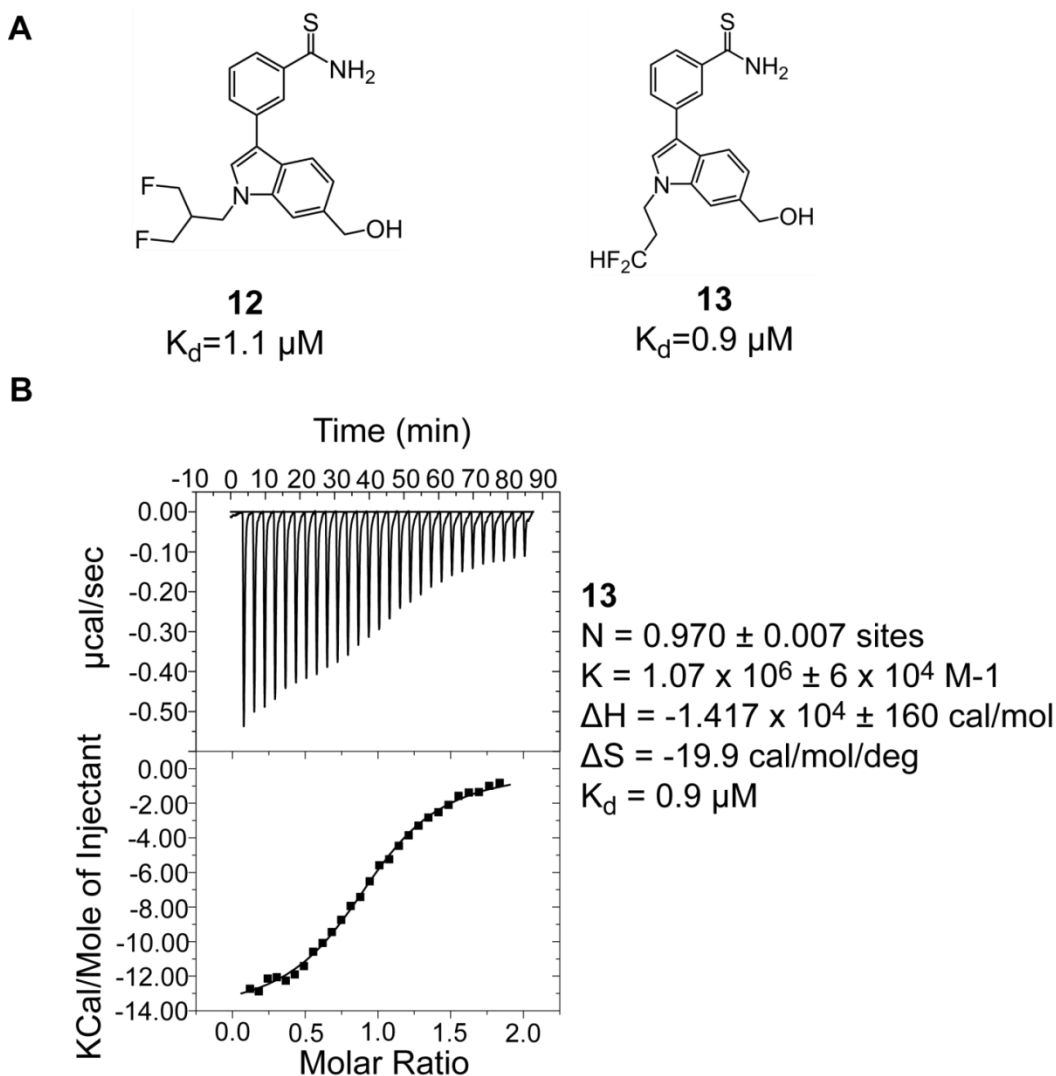 A
S
NH2
F
N
F
OH
12
Kd=1.1 µM
S
NH2
N
HF2C
OH
13
Kd=0.9 µM
B
Time (min)
-10 0 10 20 30 40 50 60 70 80 90
0.00
-0.10
-0.20
-0.30
-0.40
-0.50
µcal/sec
0.00
-2.00
-4.00
-6.00
-8.00
-10.00
-12.00
-14.00
KCal/Mole of Injectant
0.0 0.5 1.0 1.5 2.0
Molar Ratio
13
N = 0.970 ± 0.007 sites
K = 1.07 x 10⁶ ± 6 x 10⁴ M-1
ΔH = -1.417 x 10⁴ ± 160 cal/mol
ΔS = -19.9 cal/mol/deg
Kd = 0.9 µM